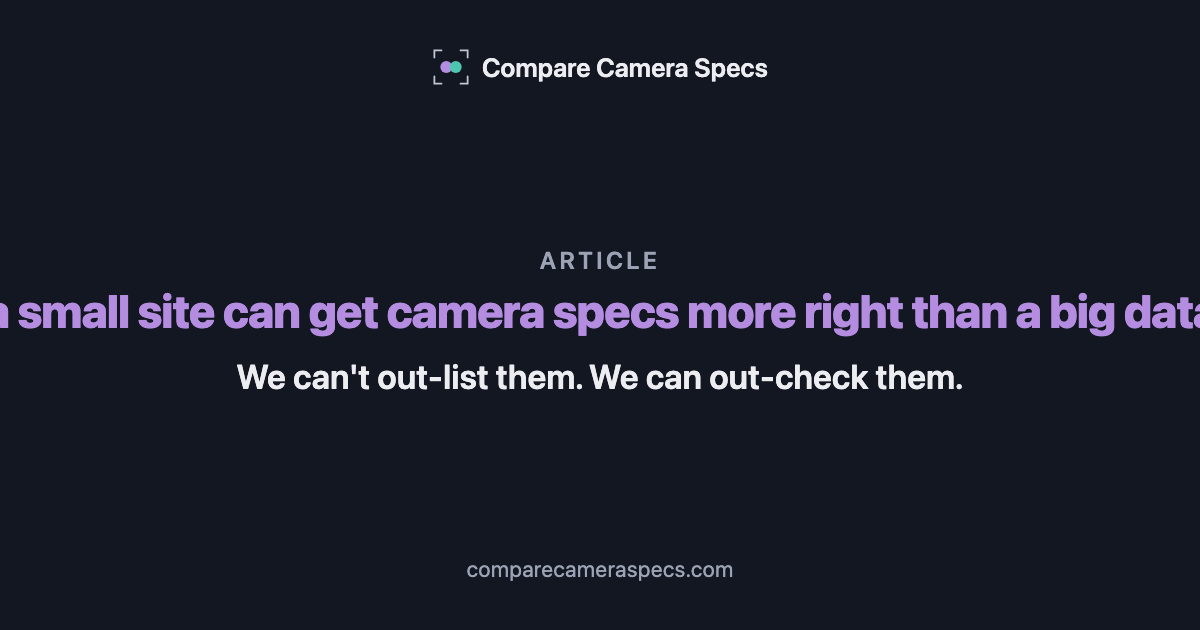 Compare Camera Specs
ARTICLE
small site can get camera specs more right than a big
We can't out-list them. We can out-check them.
comparecameraspecs.com